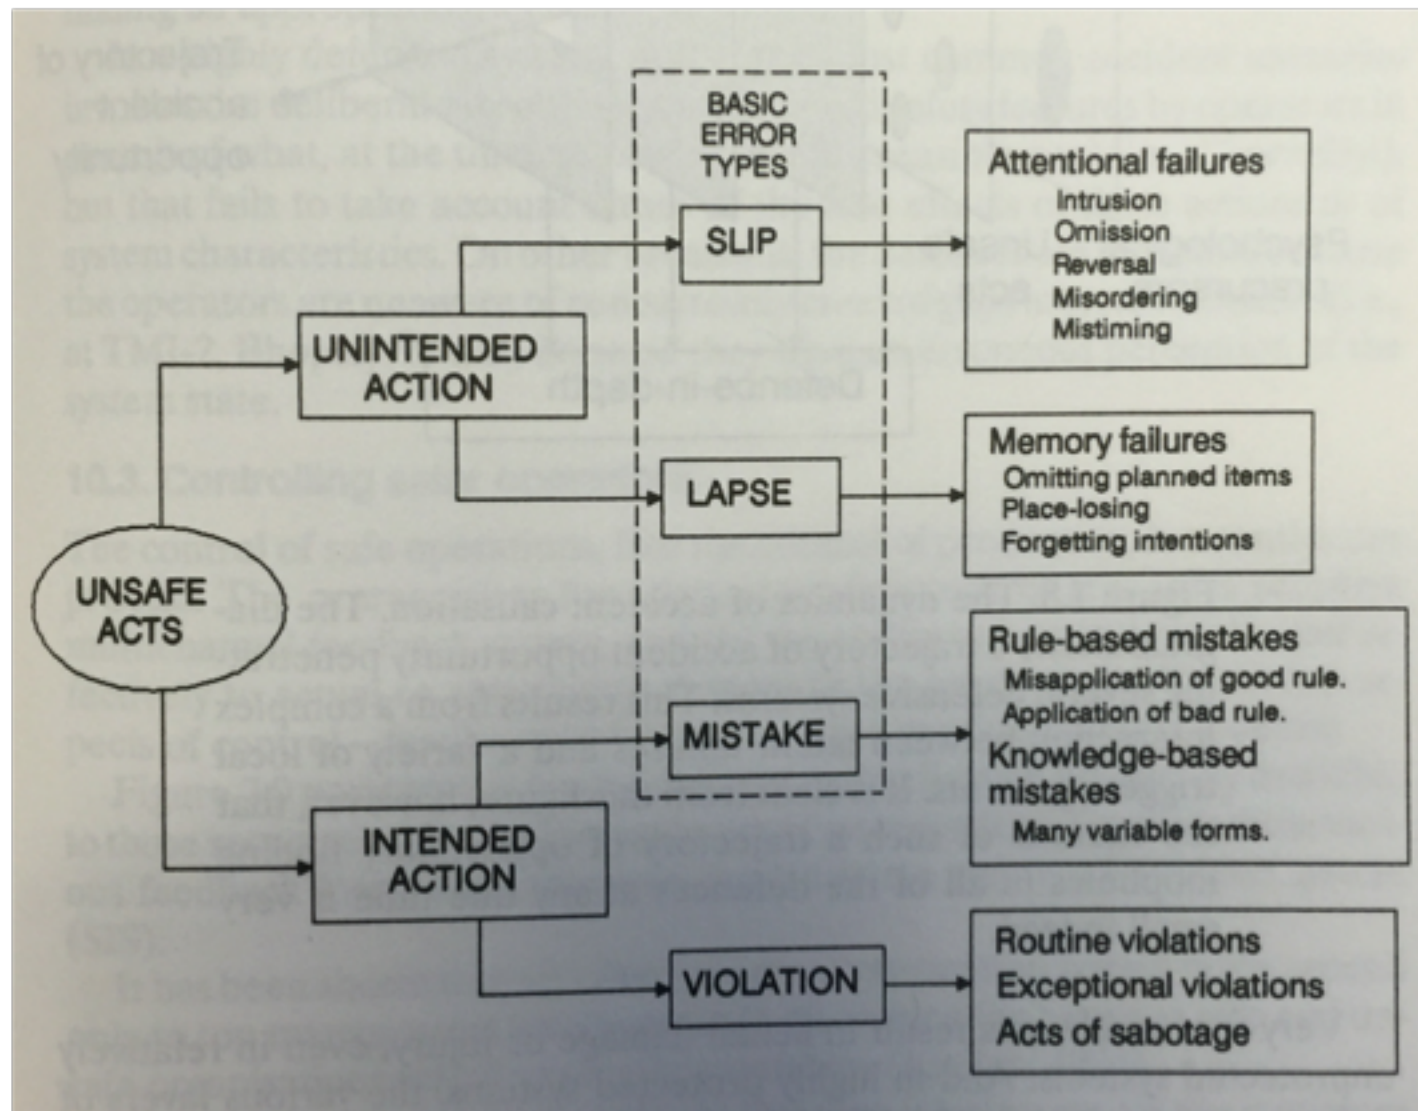 BASIC
ERROR
TYPES
UNSAFE
ACTS
UNINTENDED
ACTION
SLIP
Attentional failures
Intrusion
Omission
Reversal
Misordering
Mistiming
LAPSE
Memory failures
Omitting planned items
Place-losing
Forgetting intentions
INTENDED
ACTION
MISTAKE
Rule-based mistakes
Misapplication of good rule.
Application of bad rule.
Knowledge-based
mistakes
Many variable forms.
VIOLATION
Routine violations
Exceptional violations
Acts of sabotage